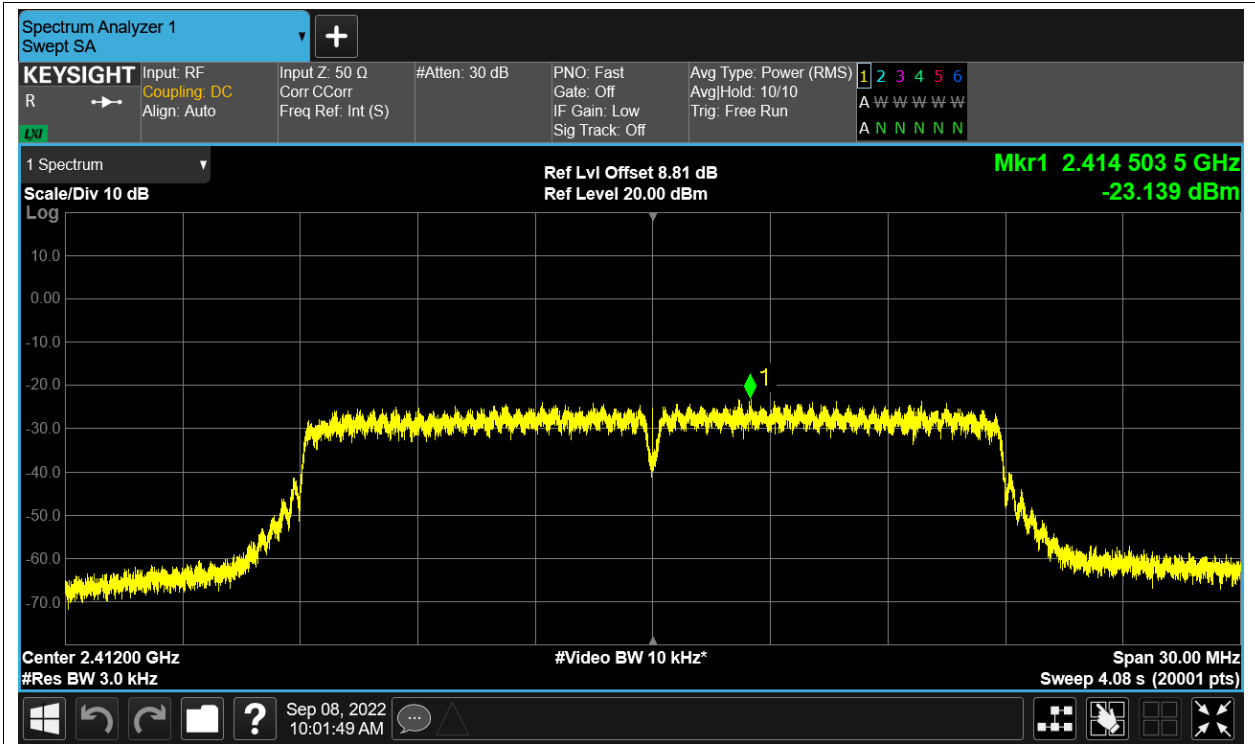 Spectrum Analyzer 1
Swept SA
KEYSIGHT
R
LXI
Input: RF
Coupling: DC
Align: Auto
Input Z: 50 Ω
Corr CCorr
Freq Ref: Int (S)
#Atten: 30 dB
PNO: Fast
Gate: Off
IF Gain: Low
Sig Track: Off
Avg Type: Power (RMS)
Avg|Hold: 10/10
Trig: Free Run
1 2 3 4 5 6
A W W W W W
A N N N N N
1 Spectrum
Scale/Div 10 dB
Ref Lvl Offset 8.81 dB
Ref Level 20.00 dBm
Mkr1 2.414 503 5 GHz
-23.139 dBm
Log
10.0
0.00
-10.0
-20.0
-30.0
-40.0
-50.0
-60.0
-70.0
1
Center 2.41200 GHz
#Res BW 3.0 kHz
#Video BW 10 kHz*
Span 30.00 MHz
Sweep 4.08 s (20001 pts)
?
Sep 08, 2022
10:01:49 AM